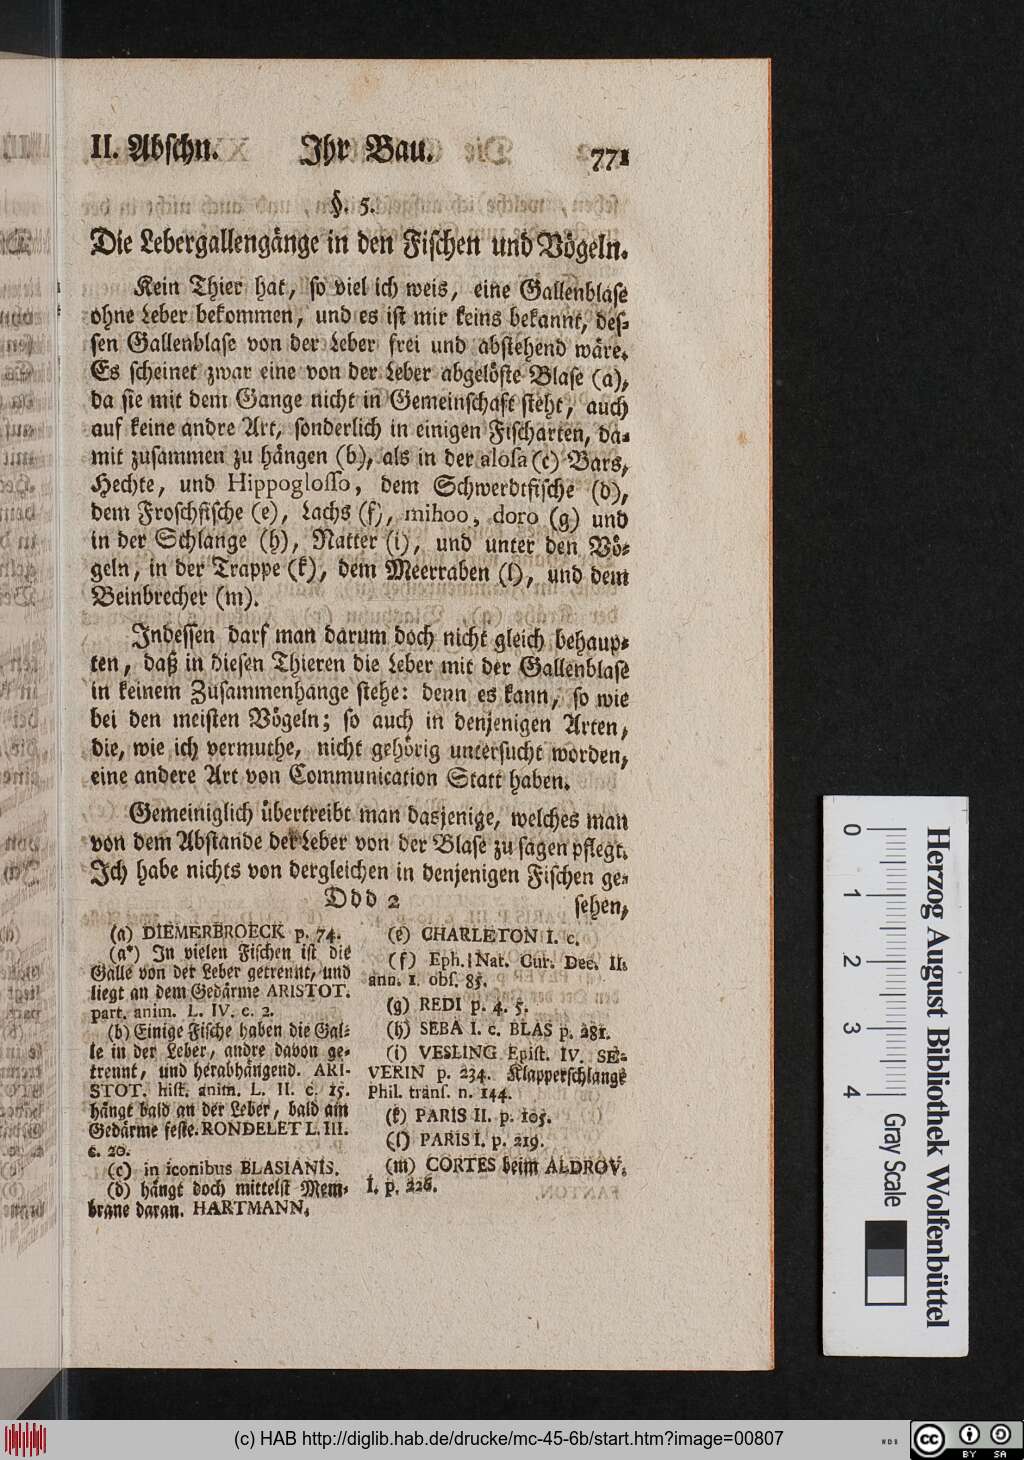 II. Abschn. Ihr Bau. 771
§. 5.
Die Lebergallengänge in den Fischen und Vögeln.
Kein Thier hat, so viel ich weis, eine Gallenblase
ohne Leber bekommen, und es ist mir keins bekannt, des-
sen Gallenblase von der Leber frei und abstehend wäre.
Es scheinet zwar eine von der Leber abgelöste Blase (a),
da sie mit dem Gange nicht in Gemeinschaft steht, auch
auf keine andre Art, sonderlich in einigen Fischarten, da-
mit zusammen zu hängen (b), als in der alosa (c) Bars,
Hechte, und Hippoglosso, dem Schwerdtfische (d),
dem Froschfische (e), Lachs (f), mihoo, doro (g) und
in der Schlange (h), Natter (i), und unter den Vö-
geln, in der Trappe (k), dem Meerraben (l), und dem
Beinbrecher (m).
Indessen darf man darum doch nicht gleich behaup-
ten, daß in diesen Thieren die Leber mit der Gallenblase
in keinem Zusammenhange stehe: denn es kann, so wie
bei den meisten Vögeln; so auch in denjenigen Arten,
die, wie ich vermuthe, nicht gehörig untersucht worden,
eine andere Art von Communication Statt haben.
Gemeiniglich übertreibt man dasjenige, welches man
von dem Abstande der Leber von der Blase zu sagen pflegt.
Ich habe nichts von dergleichen in denjenigen Fischen ge-
Ddd 2 sehen,
(a) DIEMERBROECK p. 74.
(a*) In vielen Fischen ist die
Galle von der Leber getrennt, und
liegt an dem Gedärme ARISTOT.
part. anim. L. IV. c. 2.
(b) Einige Fische haben die Gal-
le in der Leber, andre davon ge-
trennt, und herabhängend. ARI-
STOT. hist. anim. L. II. c. 15.
hängt bald an der Leber, bald am
Gedärme feste. RONDELET L. III.
c. 20.
(c) in iconibus BLASIANIS.
(d) hängt doch mittelst Mem-
brane daran. HARTMANN.
(e) CHARLETON l. c.
(f) Eph. Nat. Cur. Dec. II.
ann. 1. obs. 85.
(g) REDI p. 4. 5.
(h) SEBA l. c. BLAS p. 281.
(i) VESLING Epist. IV. SE-
VERIN p. 234. Klapperschlange
Phil. trans. n. 144.
(k) PARIS II. p. 105.
(l) PARIS I. p. 219.
(m) CORTES beim ALDROV.
I. p. 226.
0 1 2 3 4
Gray Scale
Herzog August Bibliothek Wolfenbüttel
(c) HAB http://diglib.hab.de/drucke/mc-45-6b/start.htm?image=00807
cc BY SA